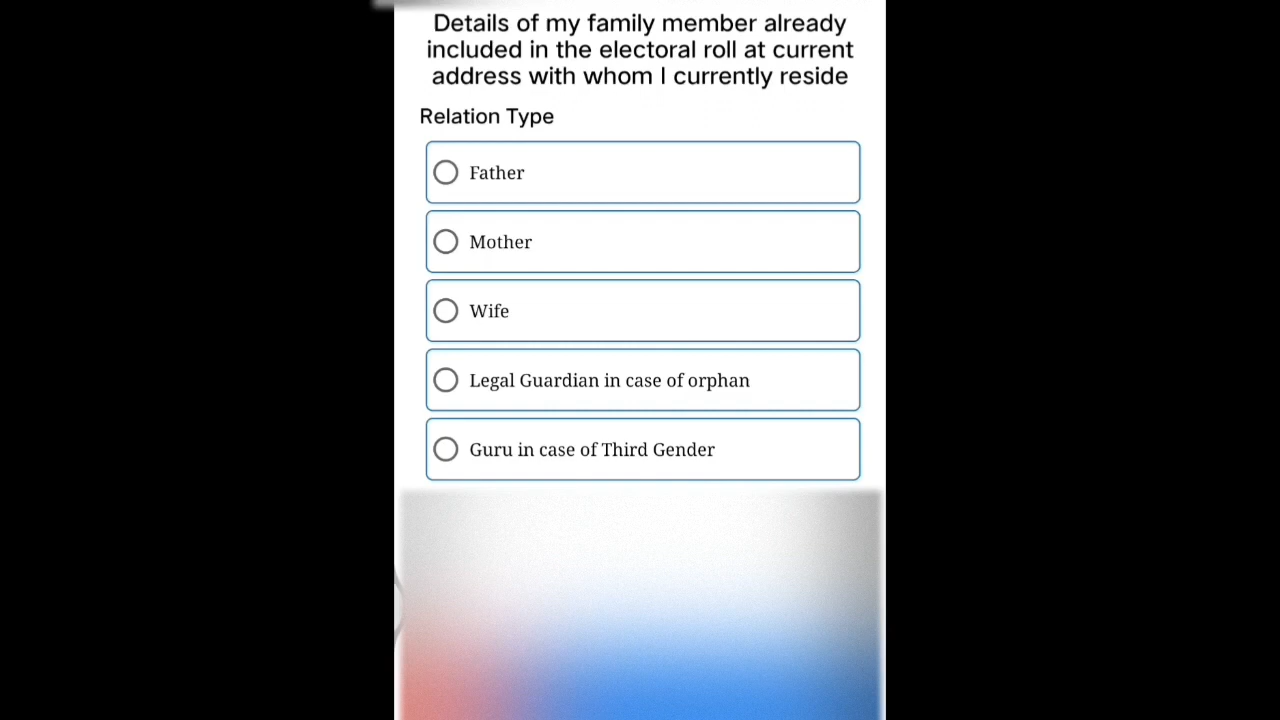 Details of my family member already
included in the electoral roll at current
address with whom I currently reside
Relation Type
Father
Mother
Wife
Legal Guardian in case of orphan
Guru in case of Third Gender